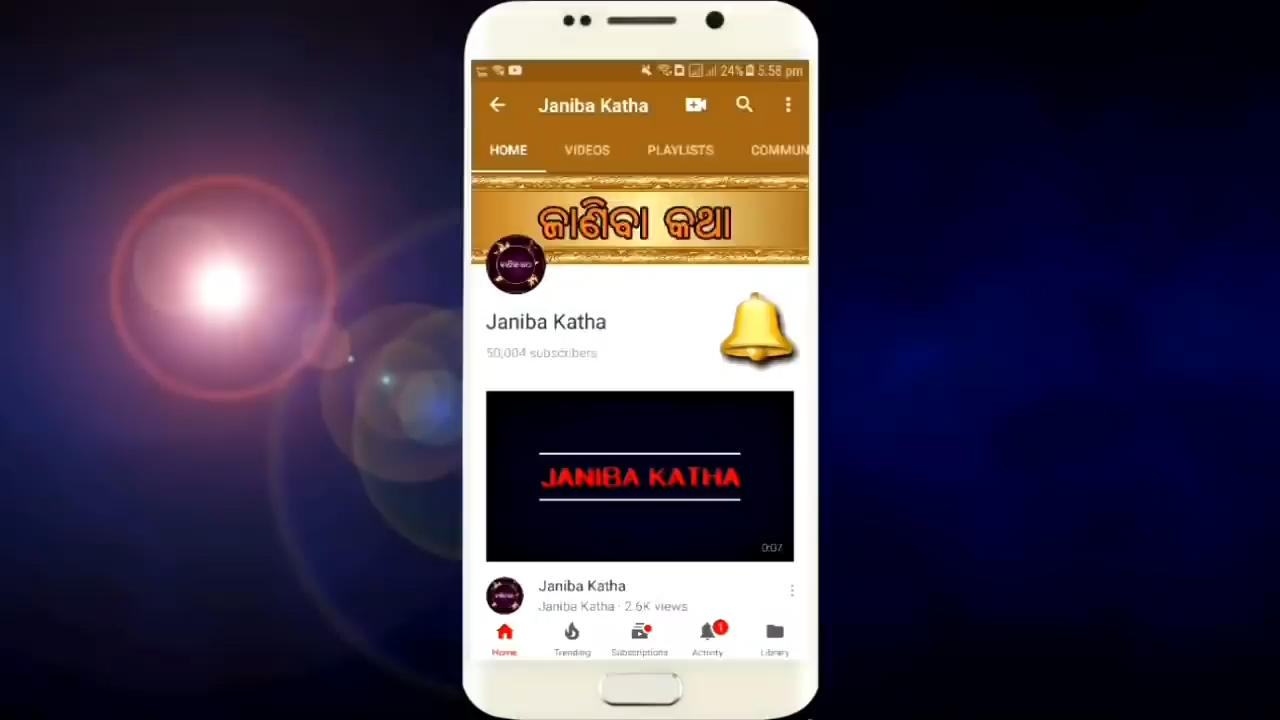 24% 5:58 pm
Janiba Katha
HOME VIDEOS PLAYLISTS COMMUN
ଜାଣିବା କଥା
Janiba Katha
50,004 subscribers
JANIBA KATHA
0:07
Janiba Katha
Janiba Katha · 2.6K views
1
Home Trending Subscriptions Activity Library